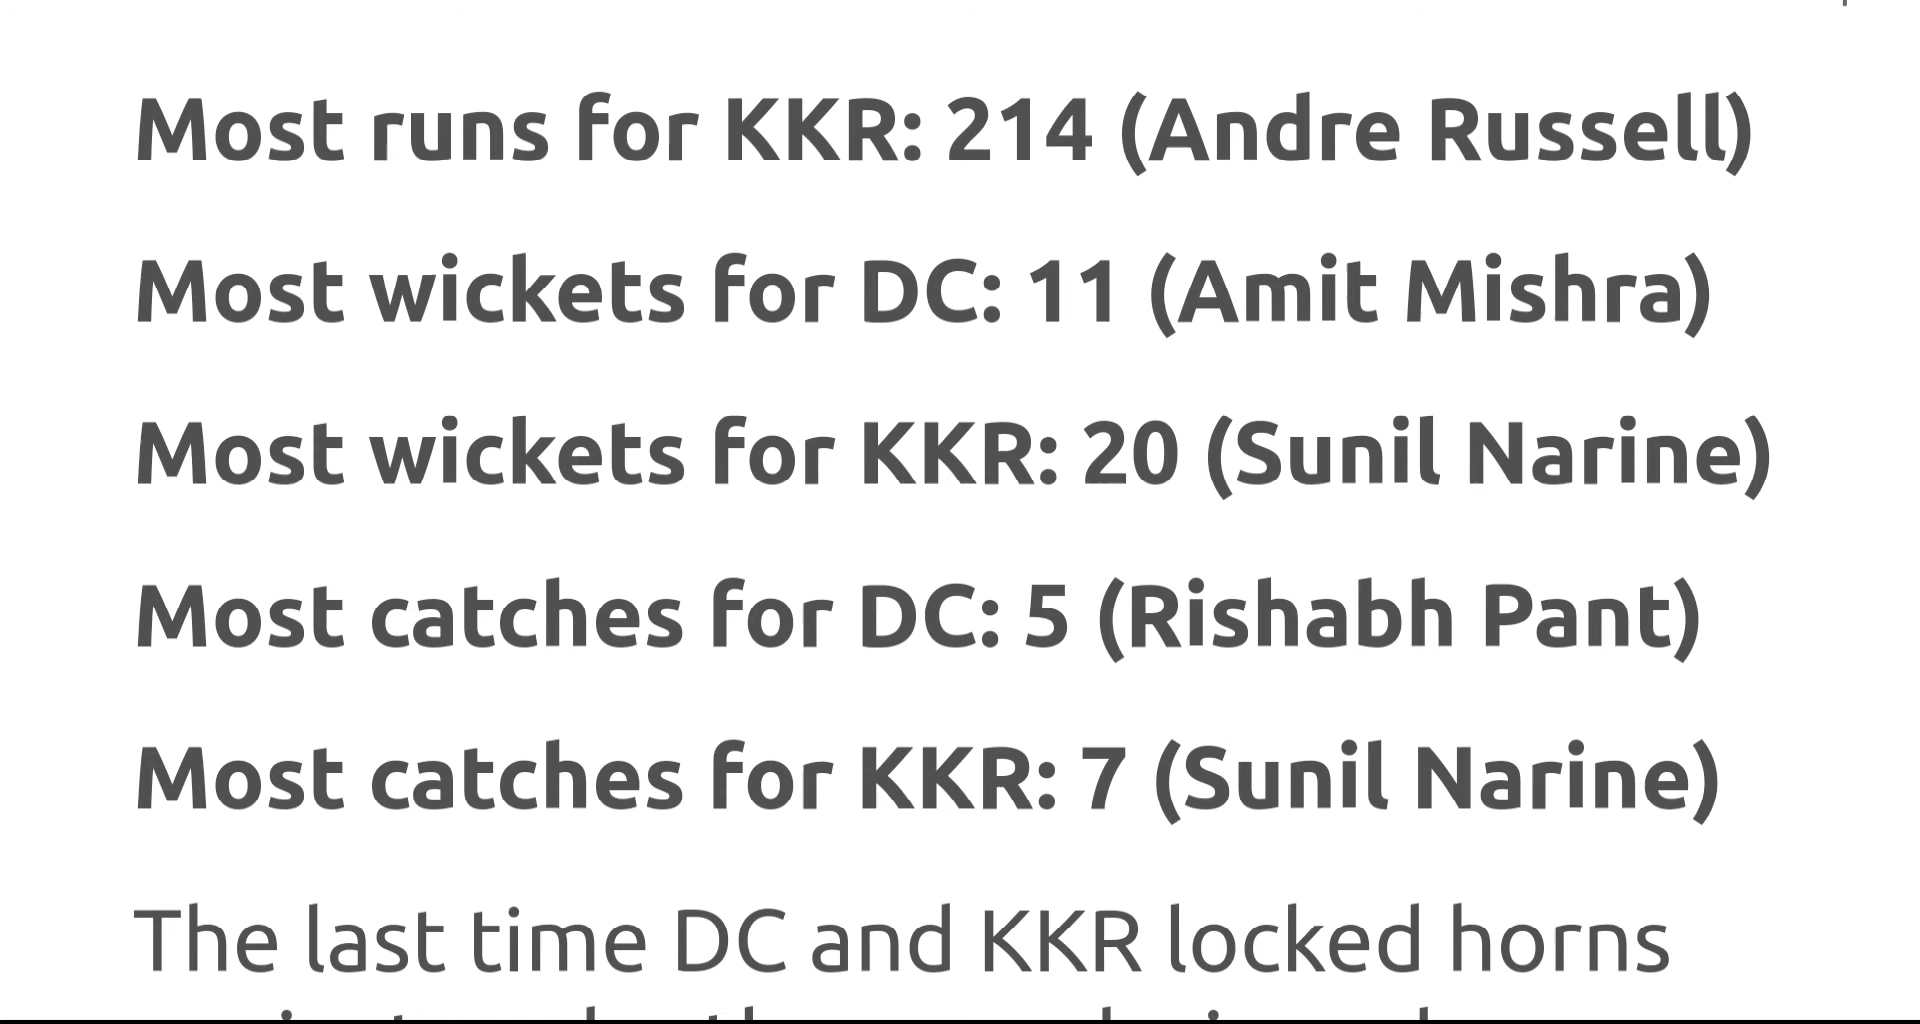 Most runs for KKR: 214 (Andre Russell)
Most wickets for DC: 11 (Amit Mishra)
Most wickets for KKR: 20 (Sunil Narine)
Most catches for DC: 5 (Rishabh Pant)
Most catches for KKR: 7 (Sunil Narine)
The last time DC and KKR locked horns